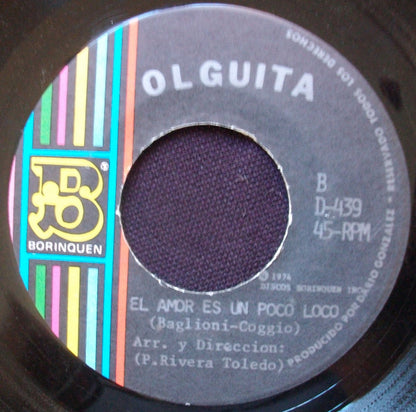 OLGUITA
B
D-439
45-RPM
BORINQUEN
℗ 1974
DISCOS BORINQUEN INC.
EL AMOR ES UN POCO LOCO
(Baglioni-Coggio)
Arr. y Direccion:
(P. Rivera Toledo)
PRODUCIDO POR DARIO GONZALEZ - RESERVADO TODOS LOS DERECHOS